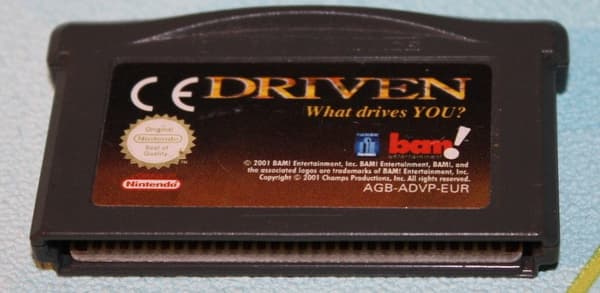 CE DRIVEN
What drives YOU?
Original
Nintendo
Seal of
Quality
bam!
entertainment
Nintendo
© 2001 BAM! Entertainment, Inc. BAM! Entertainment, BAM!, and
the associated logos are trademarks of BAM! Entertainment, Inc.
Copyright © 2001 Champs Productions, Inc. All rights reserved.
AGB-ADVP-EUR